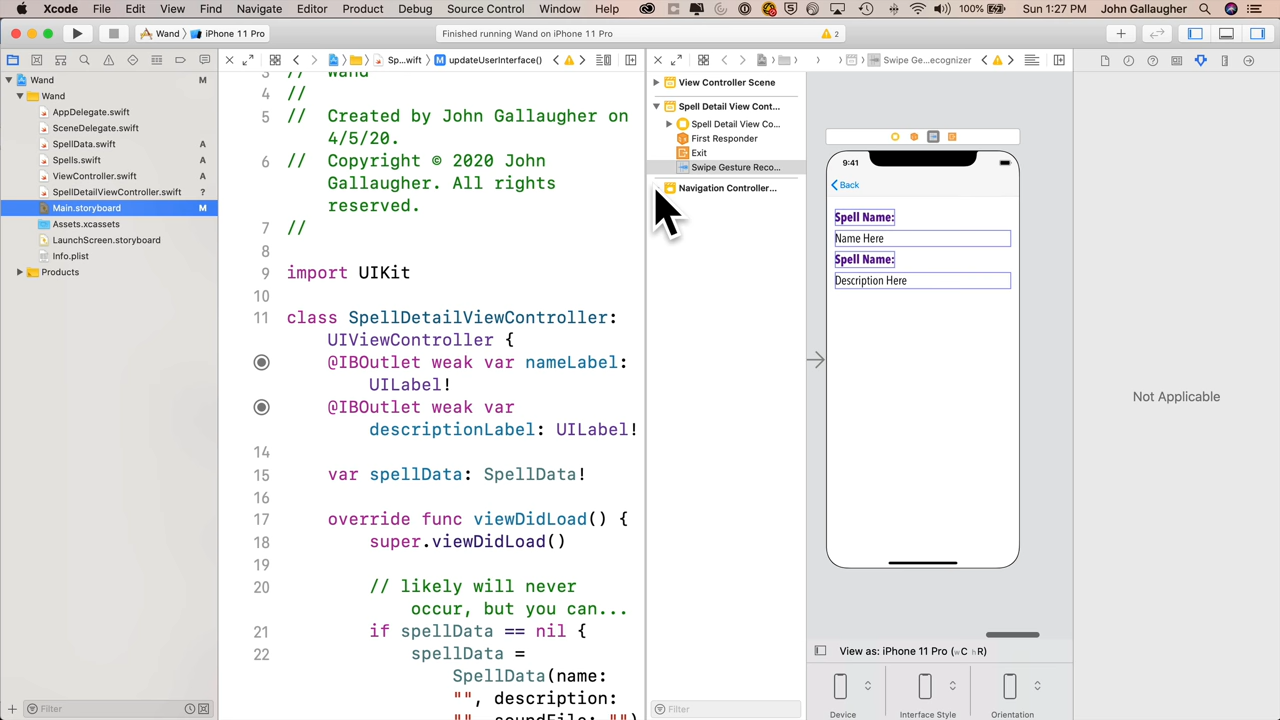 Xcode File Edit View Find Navigate Editor Product Debug Source Control Window Help 100% Sun 1:27 PM John Gallaugher
Wand iPhone 11 Pro Finished running Wand on iPhone 11 Pro 2
Sp...wift updateUserInterface() Swipe Ge...ecognizer
Wand M
Wand
AppDelegate.swift
SceneDelegate.swift
SpellData.swift A
Spells.swift A
ViewController.swift A
SpellDetailViewController.swift ?
Main.storyboard M
Assets.xcassets
LaunchScreen.storyboard
Info.plist
Products
Filter
3 // Wand
4 //
5 // Created by John Gallaugher on
4/5/20.
6 // Copyright © 2020 John
Gallaugher. All rights
reserved.
7 //
8
9 import UIKit
10
11 class SpellDetailViewController:
UIViewController {
@IBOutlet weak var nameLabel:
UILabel!
@IBOutlet weak var
descriptionLabel: UILabel!
14
15 var spellData: SpellData!
16
17 override func viewDidLoad() {
18 super.viewDidLoad()
19
20 // likely will never
occur, but you can...
21 if spellData == nil {
22 spellData =
SpellData(name:
"", description:
"", soundFile: "")
View Controller Scene
Spell Detail View Cont...
Spell Detail View Co...
First Responder
Exit
Swipe Gesture Reco...
Navigation Controller...
Filter
9:41
Back
Spell Name:
Name Here
Spell Name:
Description Here
View as: iPhone 11 Pro (wC hR)
Device Interface Style Orientation
Not Applicable